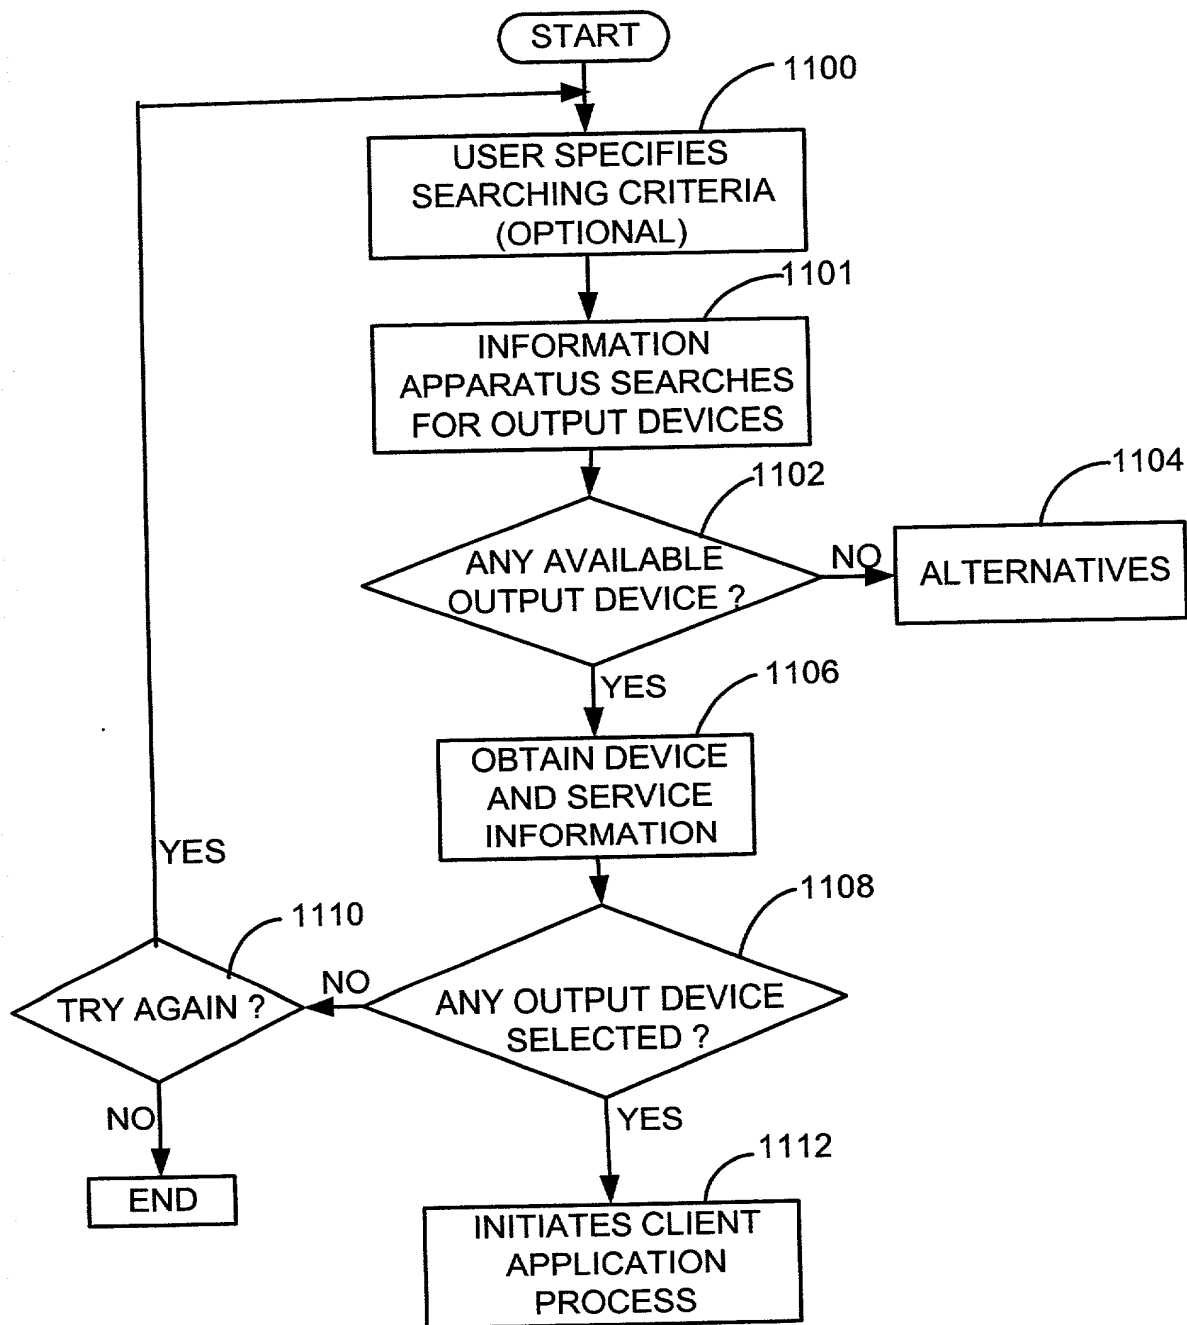 START
1100
USER SPECIFIES
SEARCHING CRITERIA
(OPTIONAL)
1101
INFORMATION
APPARATUS SEARCHES
FOR OUTPUT DEVICES
1102
1104
ANY AVAILABLE
OUTPUT DEVICE ?
NO
ALTERNATIVES
YES
1106
OBTAIN DEVICE
AND SERVICE
INFORMATION
YES
1108
1110
NO
TRY AGAIN ?
ANY OUTPUT DEVICE
SELECTED ?
NO
YES
END
1112
INITIATES CLIENT
APPLICATION
PROCESS